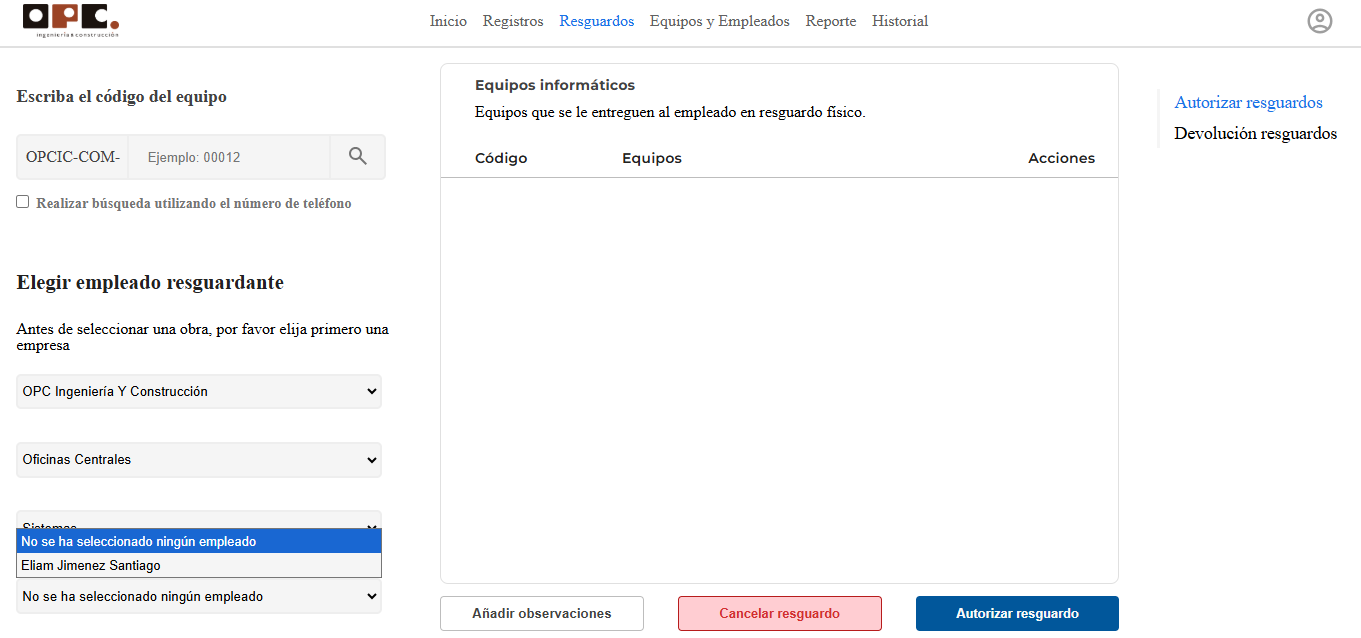 OPC.
ingeniería & construcción
Inicio Registros Resguardos Equipos y Empleados Reporte Historial
Escriba el código del equipo
OPCIC-COM- Ejemplo: 00012
Realizar búsqueda utilizando el número de teléfono
Elegir empleado resguardante
Antes de seleccionar una obra, por favor elija primero una
empresa
OPC Ingeniería Y Construcción
Oficinas Centrales
Sistemas
No se ha seleccionado ningún empleado
Eliam Jimenez Santiago
No se ha seleccionado ningún empleado
Equipos informáticos
Equipos que se le entreguen al empleado en resguardo físico.
Código Equipos Acciones
Añadir observaciones Cancelar resguardo Autorizar resguardo
Autorizar resguardos
Devolución resguardos